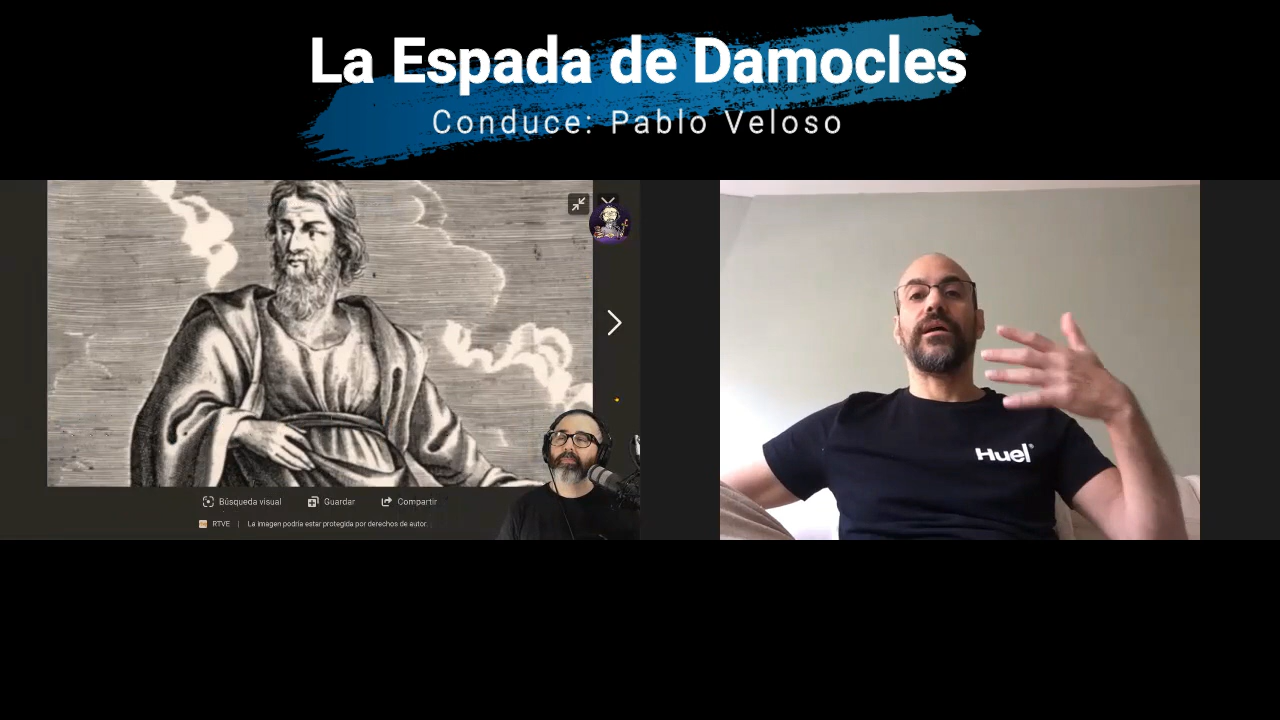 La Espada de Damocles
Conduce: Pablo Veloso
Huel®
Búsqueda visual
Guardar
Compartir
RTVE | La imagen podría estar protegida por derechos de autor.